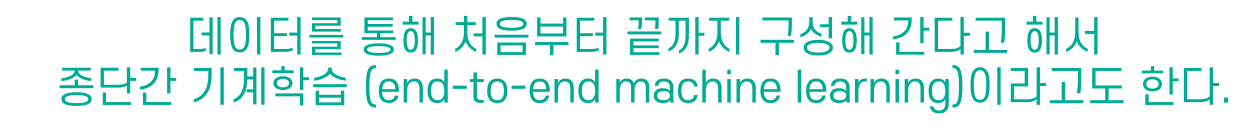 데이터를 통해 처음부터 끝까지 구성해 간다고 해서
종단간 기계학습 (end-to-end machine learning)이라고도 한다.